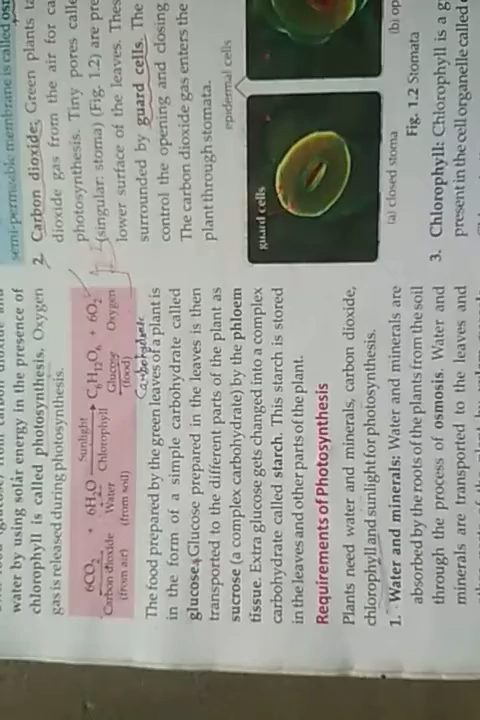 water by using solar energy in the presence of
chlorophyll is called photosynthesis. Oxygen
gas is released during photosynthesis.
6CO₂ + 6H₂O Sunlight → C₆H₁₂O₆ + 6O₂
Carbon dioxide Water Chlorophyll Glucose Oxygen
(from air) (from soil) (food)
Carbohydrate
The food prepared by the green leaves of a plant is
in the form of a simple carbohydrate called
glucose. Glucose prepared in the leaves is then
transported to the different parts of the plant as
sucrose (a complex carbohydrate) by the phloem
tissue. Extra glucose gets changed into a complex
carbohydrate called starch. This starch is stored
in the leaves and other parts of the plant.
Requirements of Photosynthesis
Plants need water and minerals, carbon dioxide,
chlorophyll and sunlight for photosynthesis.
1. Water and minerals: Water and minerals are
absorbed by the roots of the plants from the soil
through the process of osmosis. Water and
minerals are transported to the leaves and
semi-permeable membrane is called
2. Carbon dioxide: Green plants
dioxide gas from the air for
photosynthesis. Tiny pores
(singular: stoma) (Fig. 1.2) are
lower surface of the leaves.
surrounded by guard cells. The
control the opening and closing
The carbon dioxide gas enters the
plant through stomata.
epidermal cells
guard cells
(a) closed stoma (b)
Fig. 1.2 Stomata
3. Chlorophyll: Chlorophyll is a
present in the cell organelle called